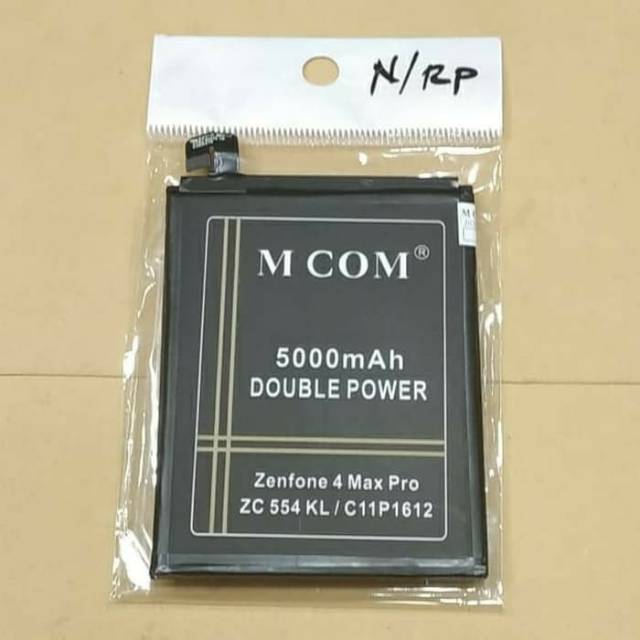 N/RP
M COM®
5000mAh
DOUBLE POWER
Zenfone 4 Max Pro
ZC 554 KL / C11P1612